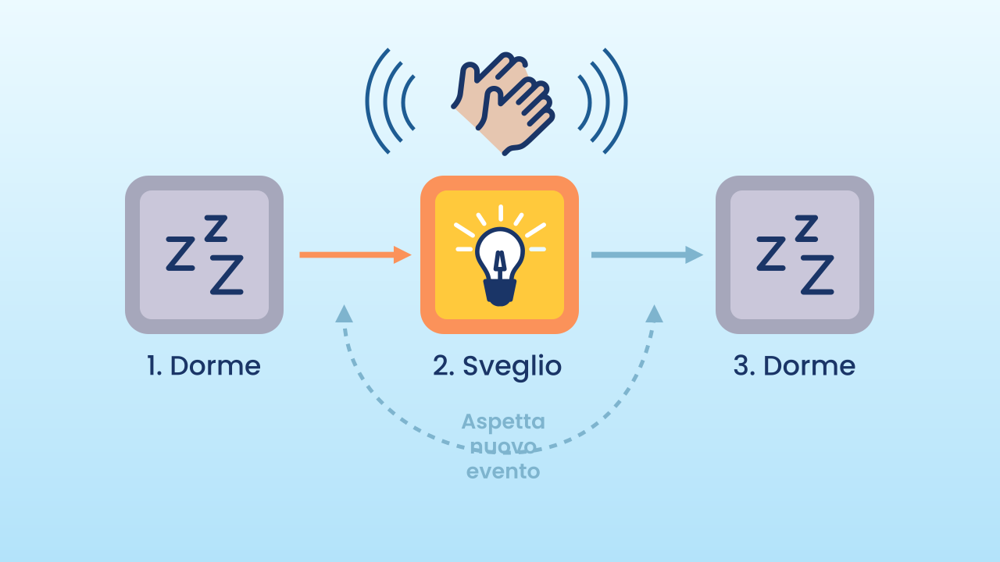 z
z
z
z
z
z
1. Dorme
2. Sveglio
3. Dorme
Aspetta
nuovo
evento